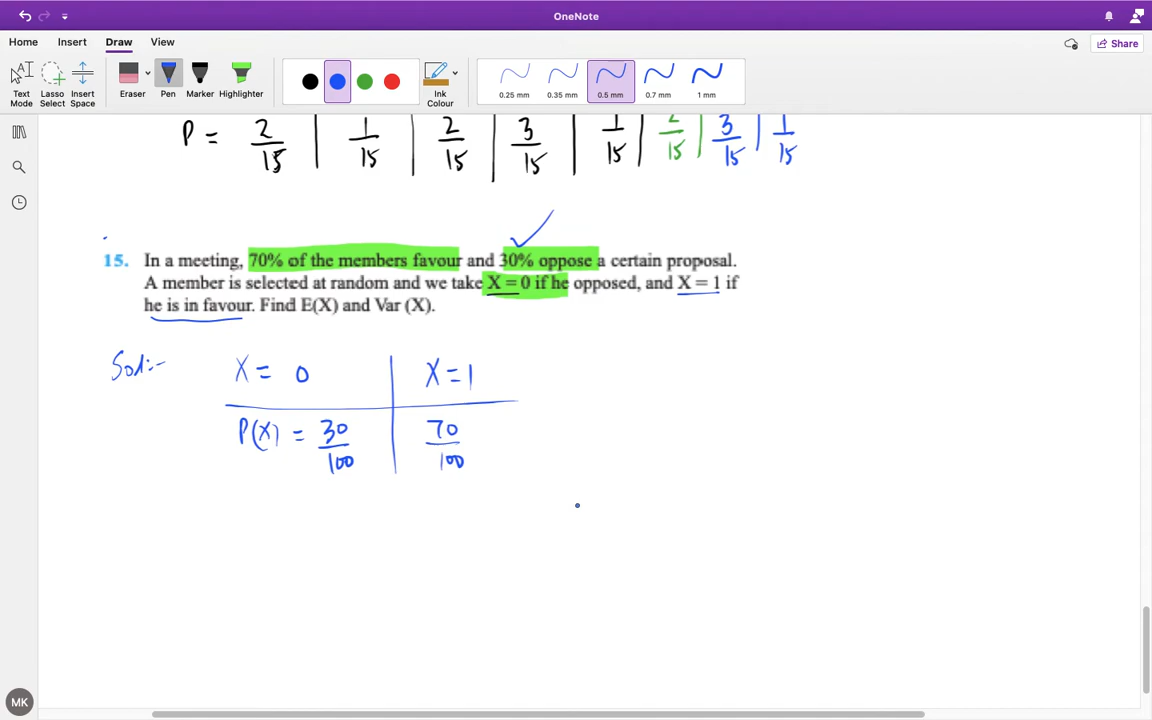 OneNote
Home Insert Draw View
Share
Text Mode
Lasso Select
Insert Space
Eraser
Pen
Marker
Highlighter
Ink Colour
0.25 mm
0.35 mm
0.5 mm
0.7 mm
1 mm
P = 2/15 | 1/15 | 2/15 | 3/15 | 1/15 | 2/15 | 3/15 | 1/15
15. In a meeting, 70% of the members favour and 30% oppose a certain proposal.
A member is selected at random and we take X = 0 if he opposed, and X = 1 if
he is in favour. Find E(X) and Var (X).
Sol:- X = 0 | X = 1
P(X) = 30/100 | 70/100
MK